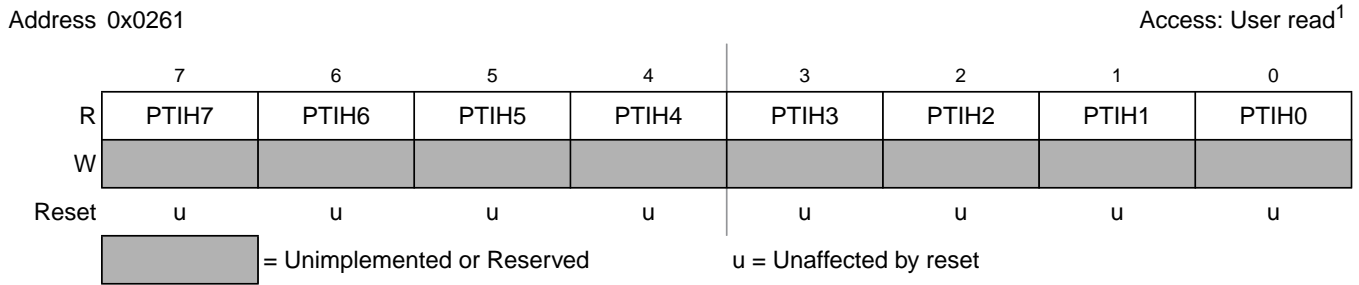 Address 0x0261 Access: User read1
7 6 5 4 3 2 1 0
R PTIH7 PTIH6 PTIH5 PTIH4 PTIH3 PTIH2 PTIH1 PTIH0
W
Reset u u u u u u u u
= Unimplemented or Reserved u = Unaffected by reset